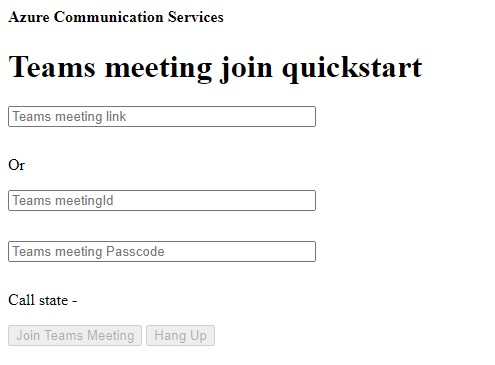 Azure Communication Services
Teams meeting join quickstart
Teams meeting link
Or
Teams meetingId
Teams meeting Passcode
Call state -
Join Teams Meeting Hang Up